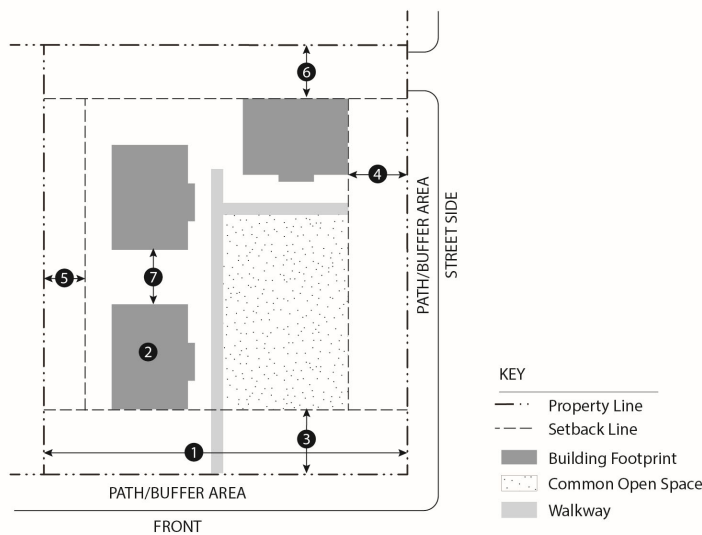 6
4
PATH/BUFFER AREA
STREET SIDE
5
7
2
3
1
PATH/BUFFER AREA
FRONT
KEY
Property Line
Setback Line
Building Footprint
Common Open Space
Walkway